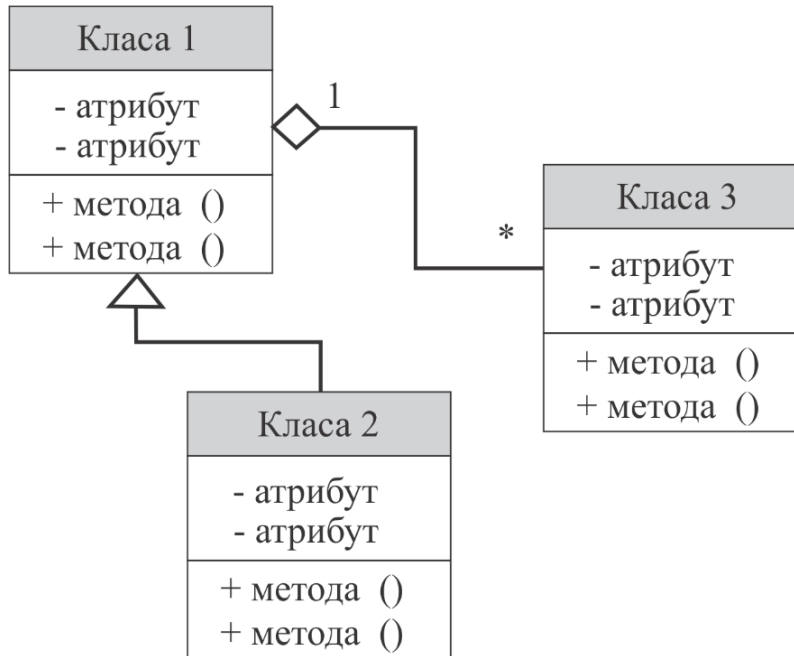 Класа 1
- атрибут
- атрибут
+ метода ()
+ метода ()
1
*
Класа 3
- атрибут
- атрибут
+ метода ()
+ метода ()
Класа 2
- атрибут
- атрибут
+ метода ()
+ метода ()